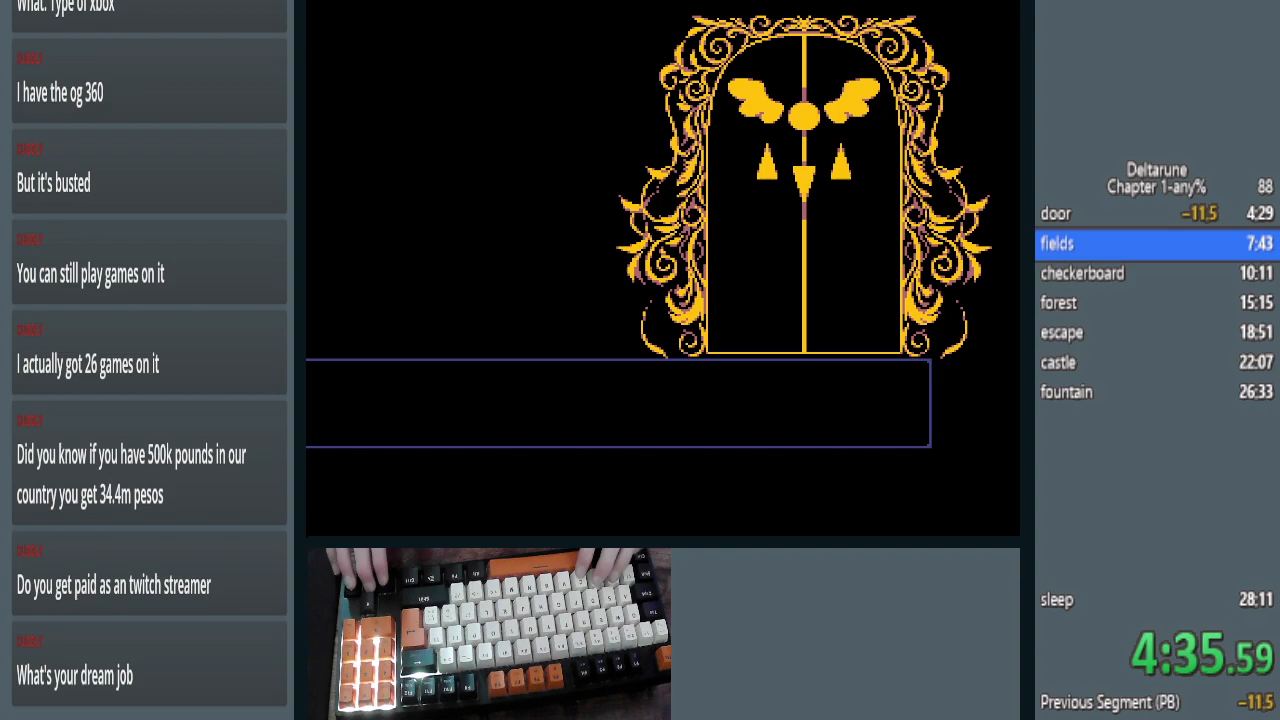 What. Type of xbox
I have the og 360
But it's busted
You can still play games on it
I actually got 26 games on it
Did you know if you have 500k pounds in our
country you get 34.4m pesos
Do you get paid as an twitch streamer
What's your dream job
Deltarune
Chapter 1-any% 88
door −11.5 4:29
fields 7:43
checkerboard 10:11
forest 15:15
escape 18:51
castle 22:07
fountain 26:33
sleep 28:11
4:35.59
Previous Segment (PB) −11.5